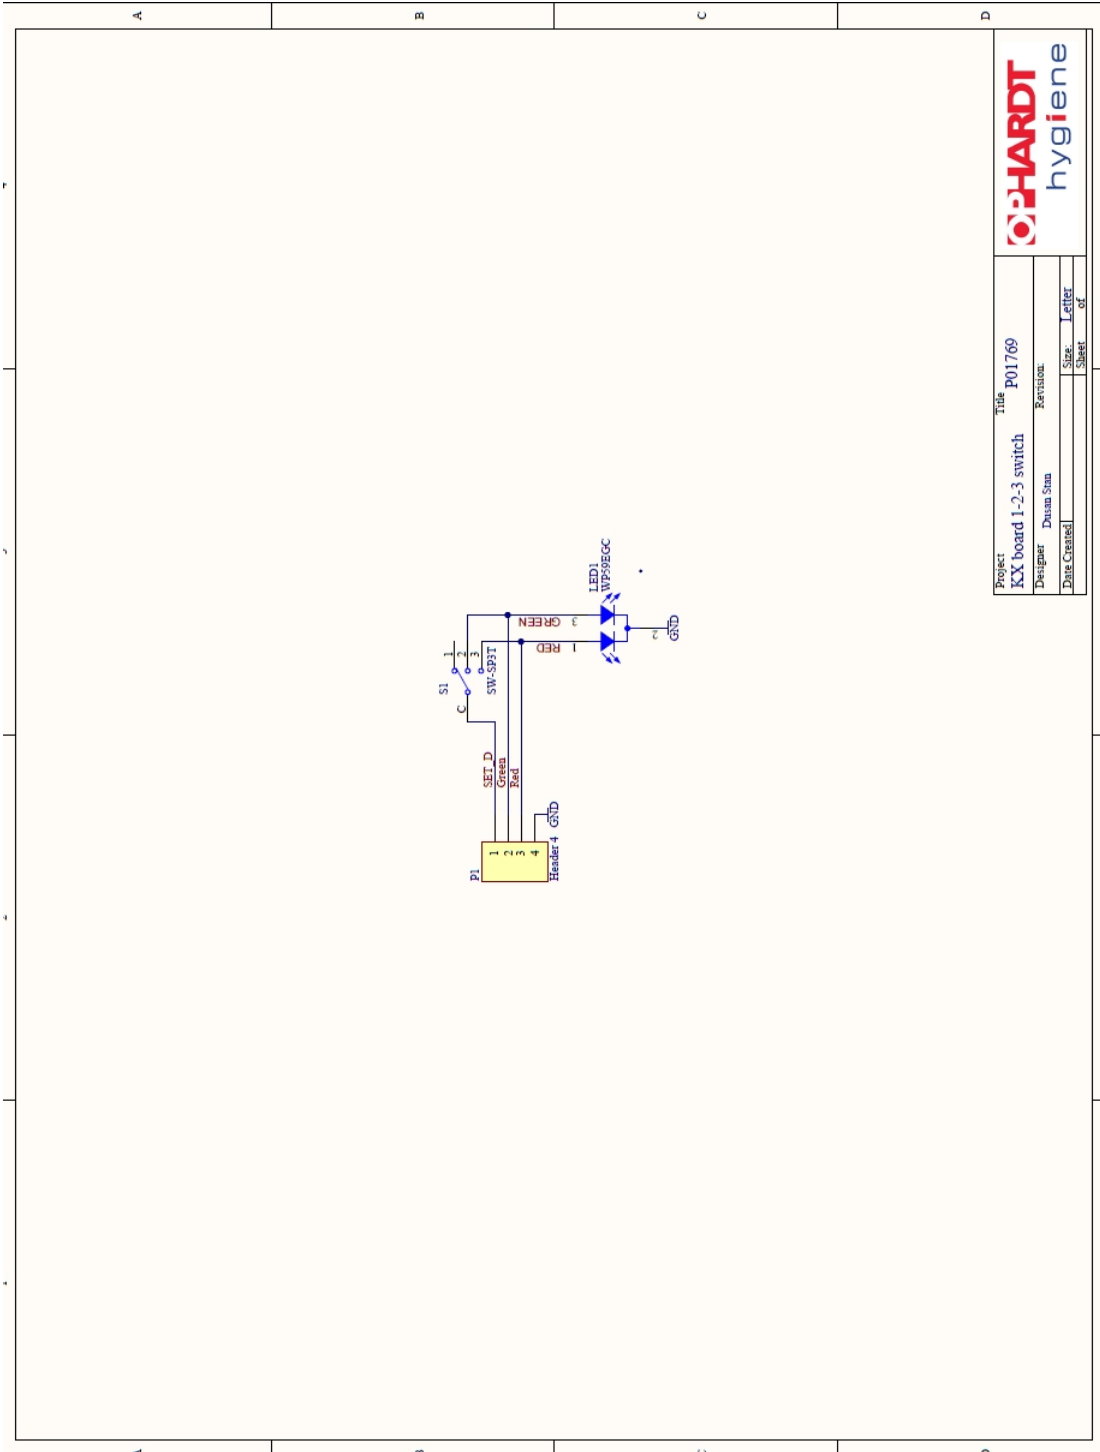 A
B
C
D
S1
C
1
2
3
SW-SP3T
SET_D
Green
Red
P1
1
2
3
4
Header 4
GND
GREEN
3
RED
1
LED1
WP59EGC
2
GND
Project
Title
KX board 1-2-3 switch
P01769
Designer
Dusan Stan
Revision:
Date Created
Size:
Letter
Sheet
of
OPHARDT
hygiene